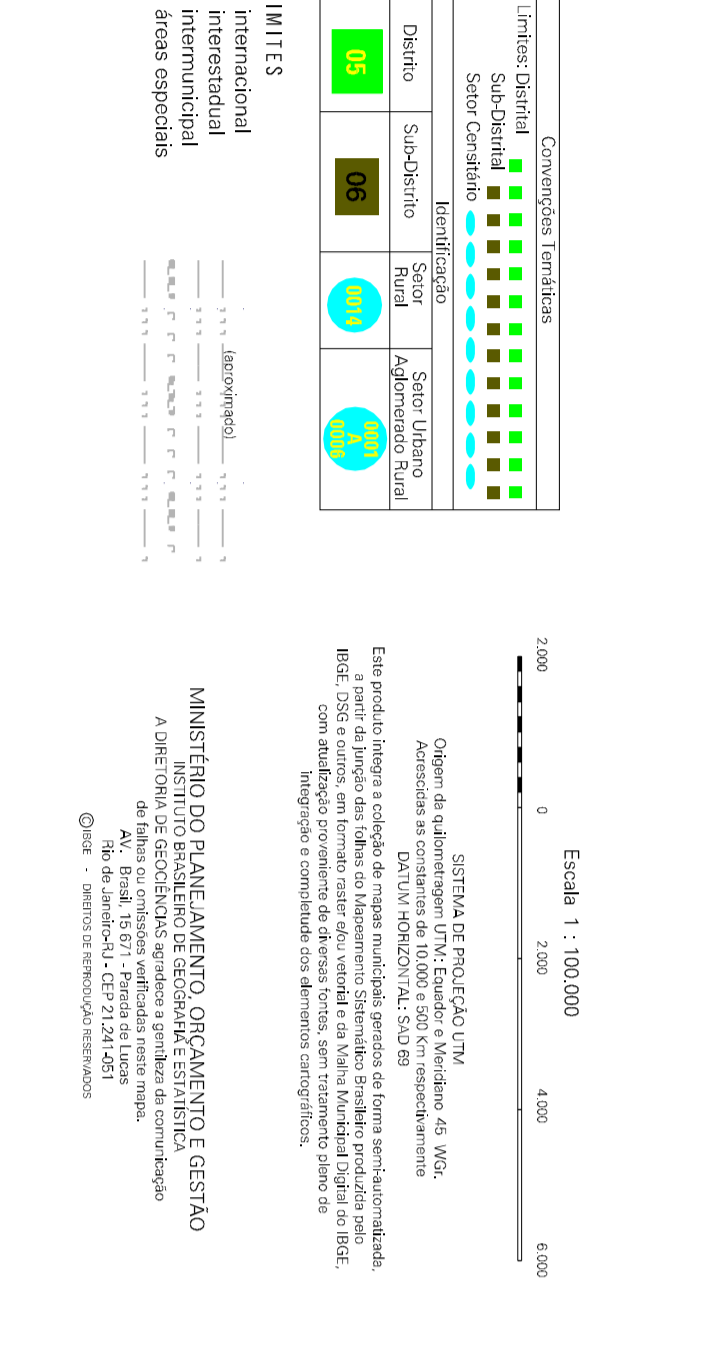 Convenções Temáticas
Limites: Distrital
Sub-Distrital
Setor Censitário
Identificação
Distrito
Sub-Distrito
Setor
Rural
Setor Urbano
Aglomerado Rural
05
06
0014
0001
A
0006
IMITES
internacional
(aproximado)
interestadual
intermunicipal
áreas especiais
Escala 1 : 100.000
2.000 0 2.000 4.000 6.000
SISTEMA DE PROJEÇÃO UTM
Origem da quilometragem UTM: Equador e Meridiano 45 WGr.
Acrescidas as constantes de 10.000 e 500 Km respectivamente
DATUM HORIZONTAL: SAD 69
Este produto integra a coleção de mapas municipais gerados de forma semi-automatizada,
a partir da junção das folhas do Mapeamento Sistemático Brasileiro produzida pelo
IBGE, DSG e outros, em formato raster e/ou vetorial e da Malha Municipal Digital do IBGE,
com atualização proveniente de diversas fontes, sem tratamento pleno de
integração e completude dos elementos cartográficos.
MINISTÉRIO DO PLANEJAMENTO, ORÇAMENTO E GESTÃO
INSTITUTO BRASILEIRO DE GEOGRAFIA E ESTATÍSTICA
A DIRETORIA DE GEOCIÊNCIAS agradece a gentileza da comunicação
de falhas ou omissões verificadas neste mapa.
AV. Brasil, 15 671 - Parada de Lucas
Rio de Janeiro-RJ - CEP 21.241-051
©IBGE - DIREITOS DE REPRODUÇÃO RESERVADOS